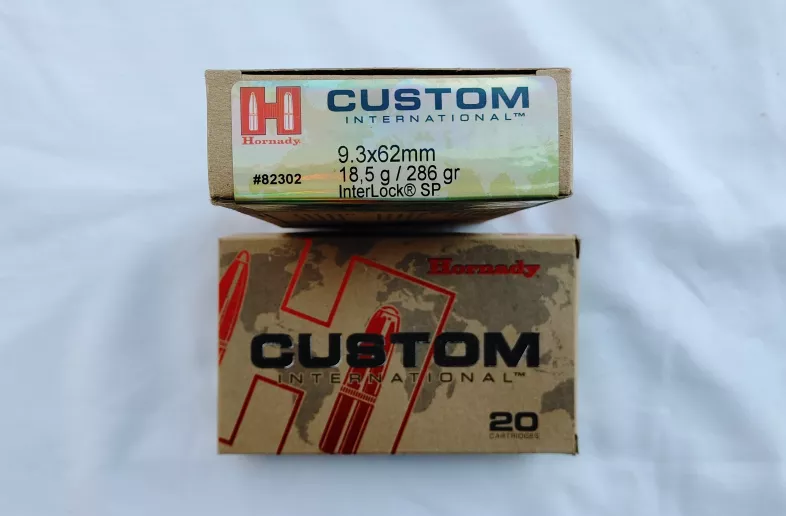 CUSTOM
INTERNATIONAL™
Hornady
9.3x62mm
#82302
18,5 g / 286 gr
InterLock® SP
Hornady
CUSTOM
INTERNATIONAL™
20
CARTRIDGES